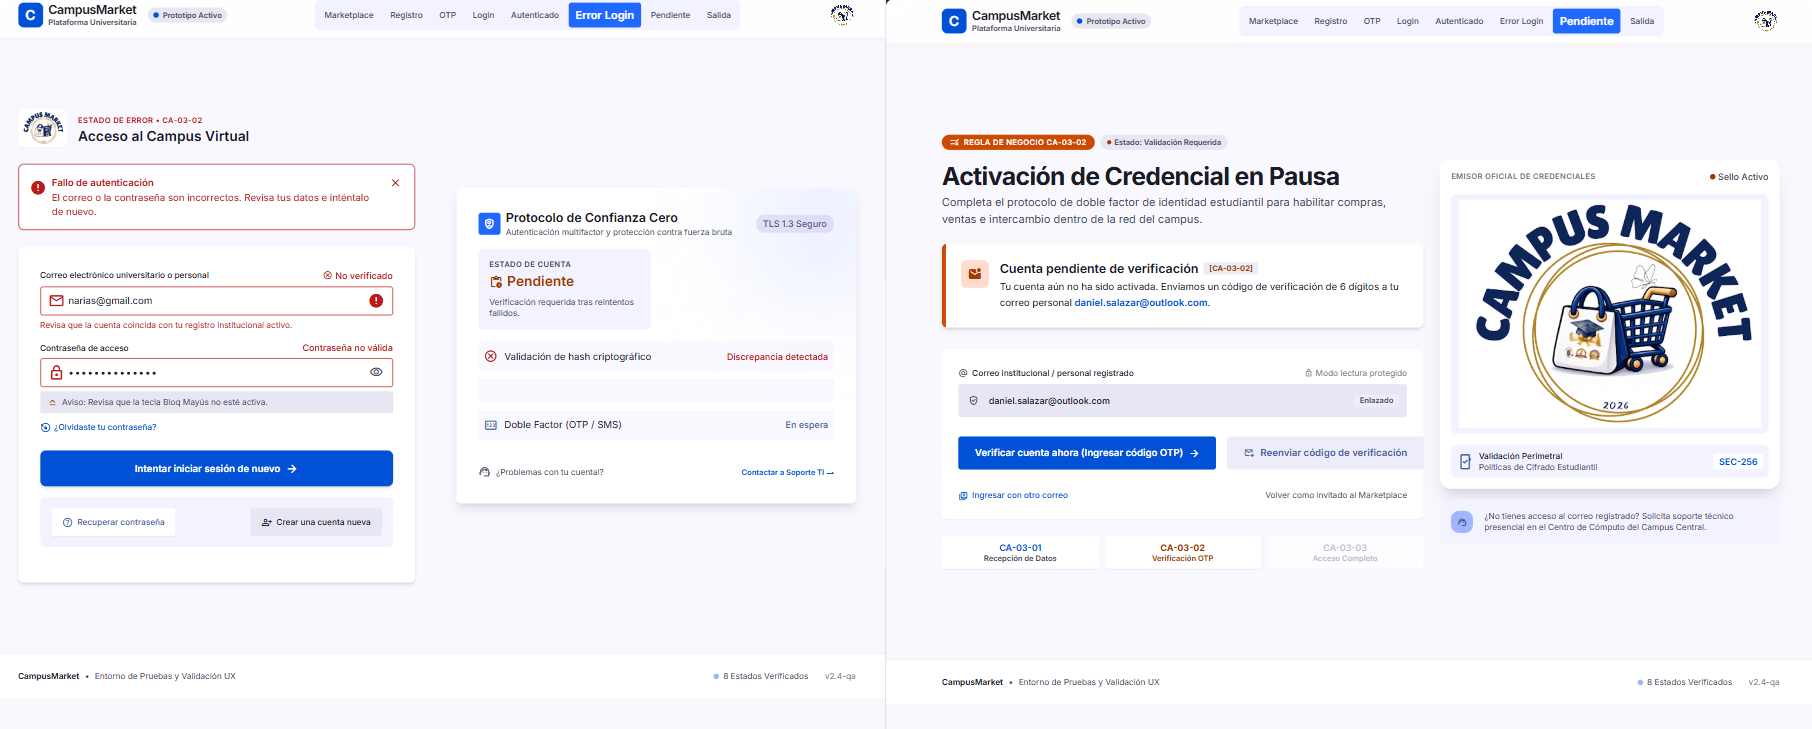 C CampusMarket
Plataforma Universitaria
Prototipo Activo
Marketplace Registro OTP Login Autenticado Error Login Pendiente Salida
CAMPUS MARKET
ESTADO DE ERROR • CA-03-02
Acceso al Campus Virtual
Fallo de autenticación
El correo o la contraseña son incorrectos. Revisa tus datos e inténtalo
de nuevo.
Correo electrónico universitario o personal No verificado
narias@gmail.com
Revisa que la cuenta coincida con tu registro institucional activo.
Contraseña de acceso Contraseña no válida
••••••••••••••
Aviso: Revisa que la tecla Bloq Mayús no esté activa.
¿Olvidaste tu contraseña?
Intentar iniciar sesión de nuevo →
Recuperar contraseña Crear una cuenta nueva
Protocolo de Confianza Cero
Autenticación multifactor y protección contra fuerza bruta
TLS 1.3 Seguro
ESTADO DE CUENTA
Pendiente
Verificación requerida tras reintentos
fallidos.
Validación de hash criptográfico Discrepancia detectada
123 Doble Factor (OTP / SMS) En espera
¿Problemas con tu cuental? Contactar a Soporte TI →
CampusMarket • Entorno de Pruebas y Validación UX 8 Estados Verificados v2.4-qa
C CampusMarket
Plataforma Universitaria
Prototipo Activo
Marketplace Registro OTP Login Autenticado Error Login Pendiente Salida
REGLA DE NEGOCIO CA-03-02 Estado: Validación Requerida
Activación de Credencial en Pausa
Completa el protocolo de doble factor de identidad estudiantil para habilitar compras,
ventas e intercambio dentro de la red del campus.
Cuenta pendiente de verificación [CA-03-02]
Tu cuenta aún no ha sido activada. Enviamos un código de verificación de 6 dígitos a tu
correo personal daniel.salazar@outlook.com.
Correo institucional / personal registrado Modo lectura protegido
daniel.salazar@outlook.com Enlazado
Verificar cuenta ahora (Ingresar código OTP) → Reenviar código de verificación
Ingresar con otro correo Volver como invitado al Marketplace
CA-03-01
Recepción de Datos
CA-03-02
Verificación OTP
CA-03-03
Acceso Completo
EMISOR OFICIAL DE CREDENCIALES Sello Activo
CAMPUS MARKET
2026
Validación Perimetral
Políticas de Cifrado Estudiantil
SEC-256
¿No tienes acceso al correo registrado? Solicita soporte técnico
presencial en el Centro de Cómputo del Campus Central.
CampusMarket • Entorno de Pruebas y Validación UX 8 Estados Verificados v2.4-qa